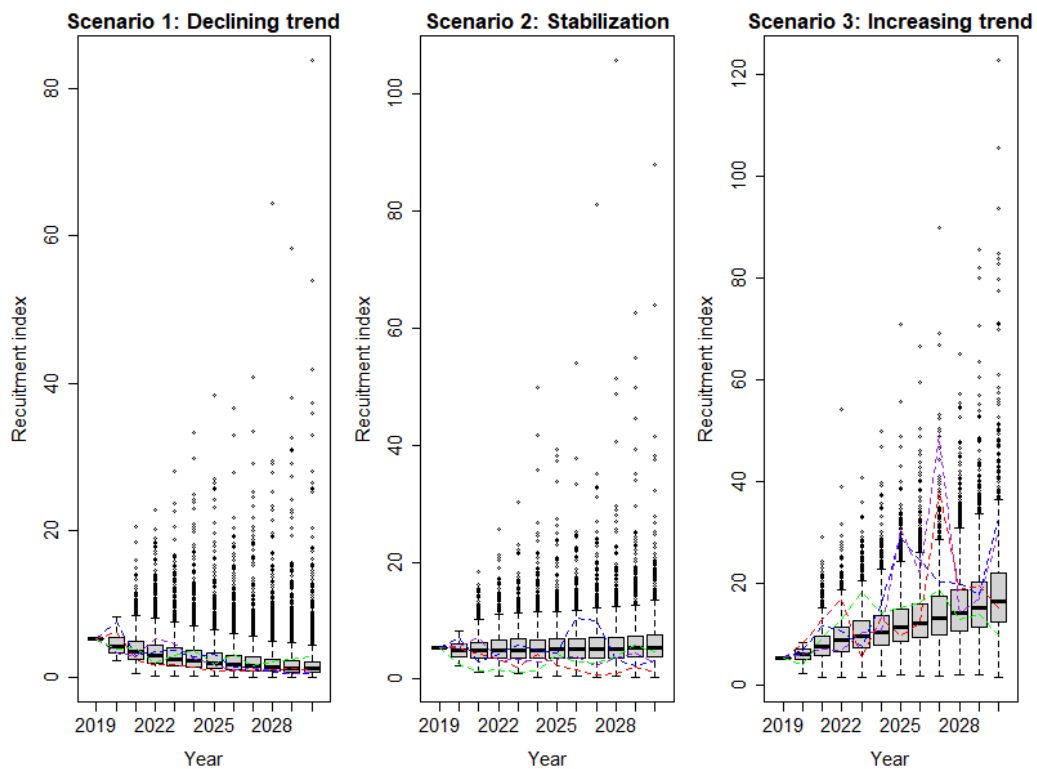 Scenario 1: Declining trend
Scenario 2: Stabilization
Scenario 3: Increasing trend
Recuitment index
80
60
40
20
0
2019 2022 2025 2028
Year
Recruitment index
100
80
60
40
20
0
2019 2022 2025 2028
Year
Recruitment index
120
100
80
60
40
20
0
2019 2022 2025 2028
Year